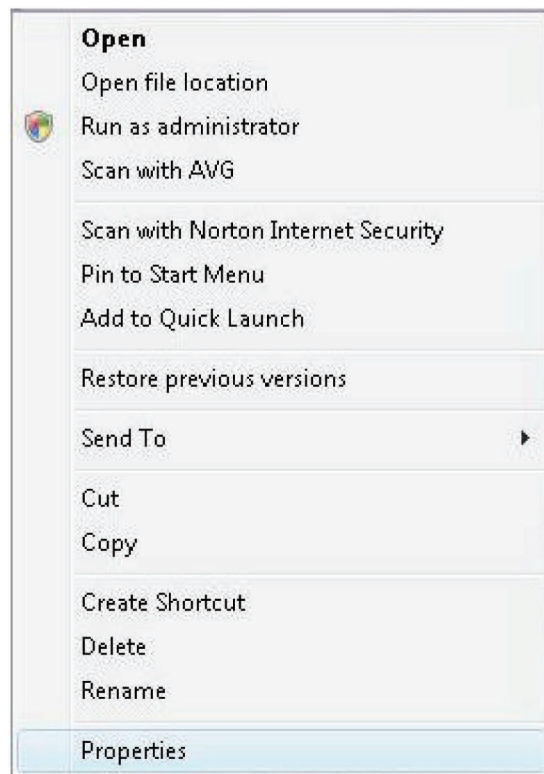 Open
Open file location
Run as administrator
Scan with AVG
Scan with Norton Internet Security
Pin to Start Menu
Add to Quick Launch
Restore previous versions
Send To
Cut
Copy
Create Shortcut
Delete
Rename
Properties